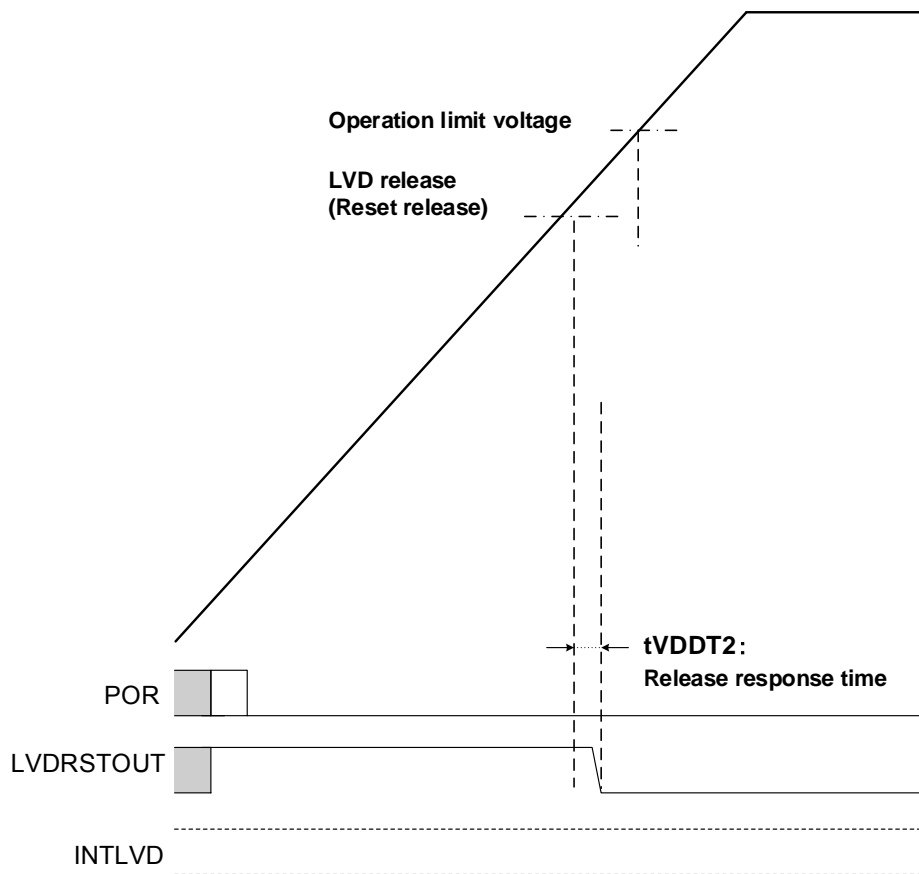 Operation limit voltage
LVD release
(Reset release)
tVDDT2:
Release response time
POR
LVDRSTOUT
INTLVD